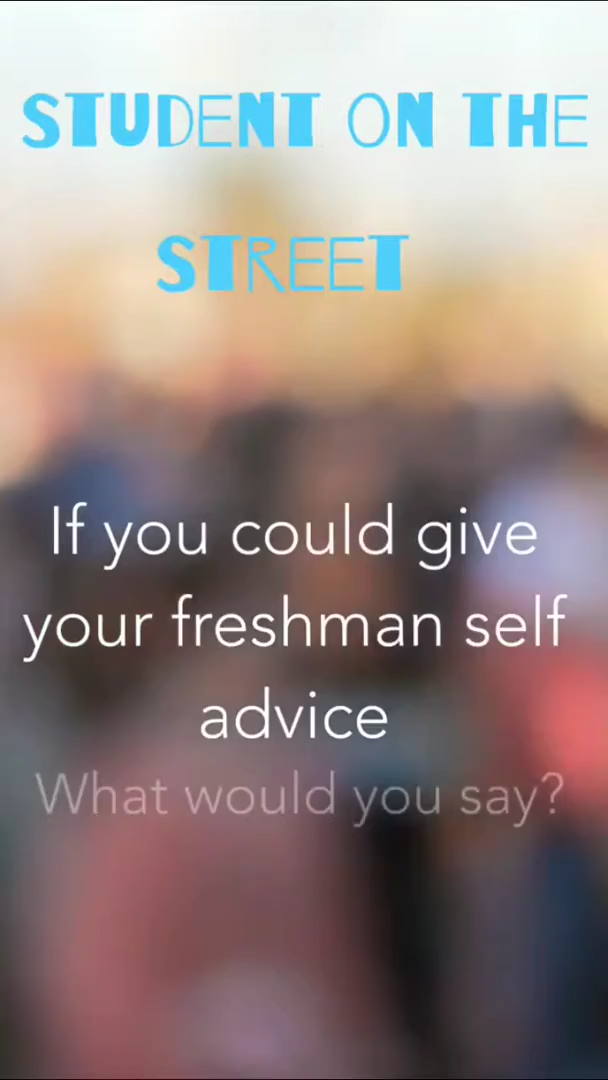 STUDENT ON THE
STREET
If you could give
your freshman self
advice
What would you say?